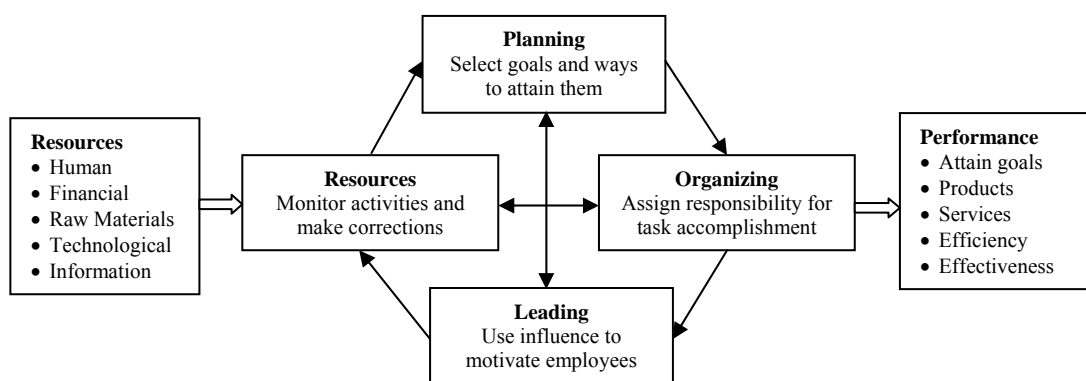 Planning
Select goals and ways
to attain them
Resources
• Human
• Financial
• Raw Materials
• Technological
• Information
Resources
Monitor activities and
make corrections
Organizing
Assign responsibility for
task accomplishment
Performance
• Attain goals
• Products
• Services
• Efficiency
• Effectiveness
Leading
Use influence to
motivate employees